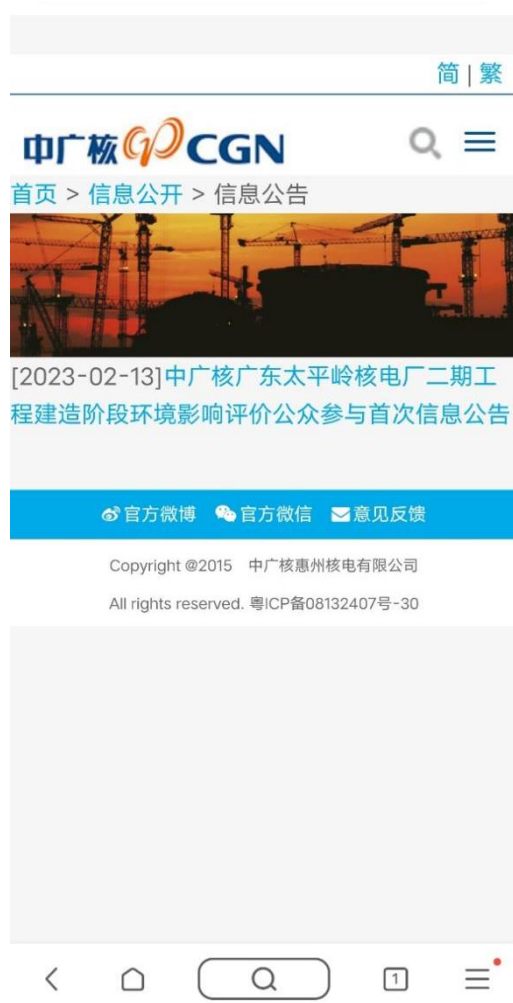 简 | 繁
中广核 CGN
首页 > 信息公开 > 信息公告
[2023-02-13]中广核广东太平岭核电厂二期工
程建造阶段环境影响评价公众参与首次信息公告
官方微博 官方微信 意见反馈
Copyright @2015 中广核惠州核电有限公司
All rights reserved. 粤ICP备08132407号-30
1